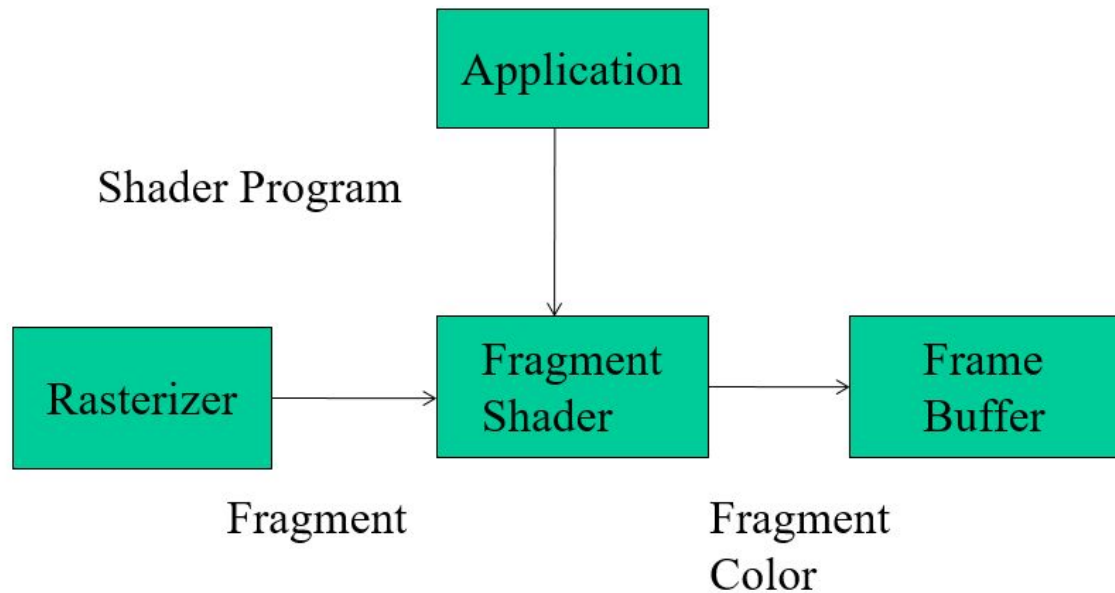 Application
Shader Program
Rasterizer
Fragment
Shader
Frame
Buffer
Fragment
Fragment
Color